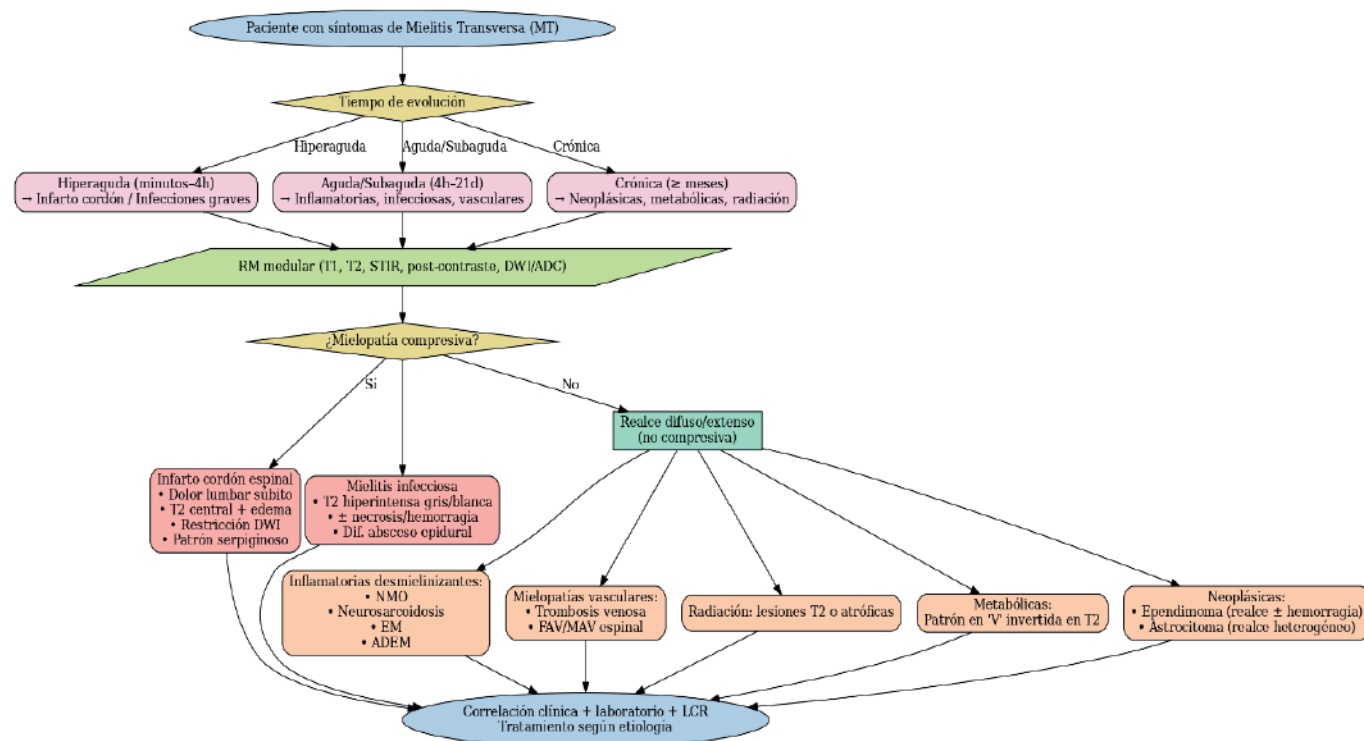 Paciente con síntomas de Mielitis Transversa (MT)
Tiempo de evolución
Hiperaguda
Aguda/Subaguda
Crónica
Hiperaguda (minutos–4h)
→ Infarto cordón / Infecciones graves
Aguda/Subaguda (4h–21d)
→ Inflamatorias, infecciosas, vasculares
Crónica (≥ meses)
→ Neoplásicas, metabólicas, radiación
RM medular (T1, T2, STIR, post-contraste, DWI/ADC)
¿Mielopatía compresiva?
Sí
No
Realce difuso/extenso
(no compresiva)
Infarto cordón espinal
• Dolor lumbar súbito
• T2 central + edema
• Restricción DWI
• Patrón serpiginoso
Mielitis infecciosa
• T2 hiperintensa gris/blanca
• ± necrosis/hemorragia
• Dif. absceso epidural
Inflamatorias desmielinizantes:
• NMO
• Neurosarcoidosis
• EM
• ADEM
Mielopatías vasculares:
• Trombosis venosa
• FAV/MAV espinal
Radiación: lesiones T2 o atróficas
Metabólicas:
Patrón en 'V' invertida en T2
Neoplásicas:
• Ependimoma (realce ± hemorragia)
• Astrocitoma (realce heterogéneo)
Correlación clínica + laboratorio + LCR
Tratamiento según etiología